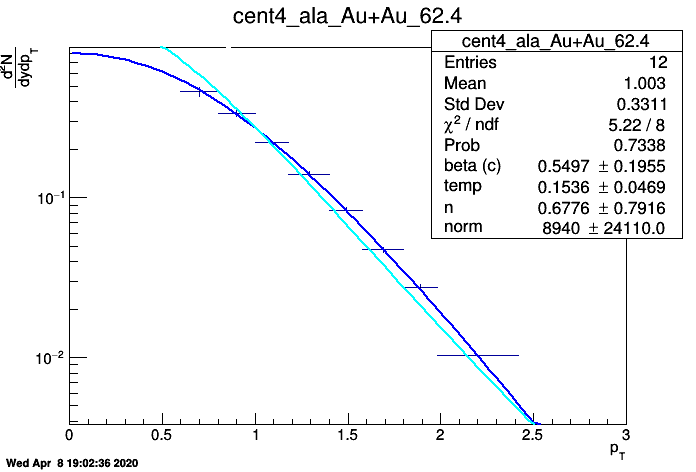 cent4_ala_Au+Au_62.4
d²N
dydp_T
cent4_ala_Au+Au_62.4
Entries 12
Mean 1.003
Std Dev 0.3311
χ² / ndf 5.22 / 8
Prob 0.7338
beta (c) 0.5497 ± 0.1955
temp 0.1536 ± 0.0469
n 0.6776 ± 0.7916
norm 8940 ± 24110.0
10⁻¹
10⁻²
0 0.5 1 1.5 2 2.5 3
p_T
Wed Apr 8 19:02:36 2020